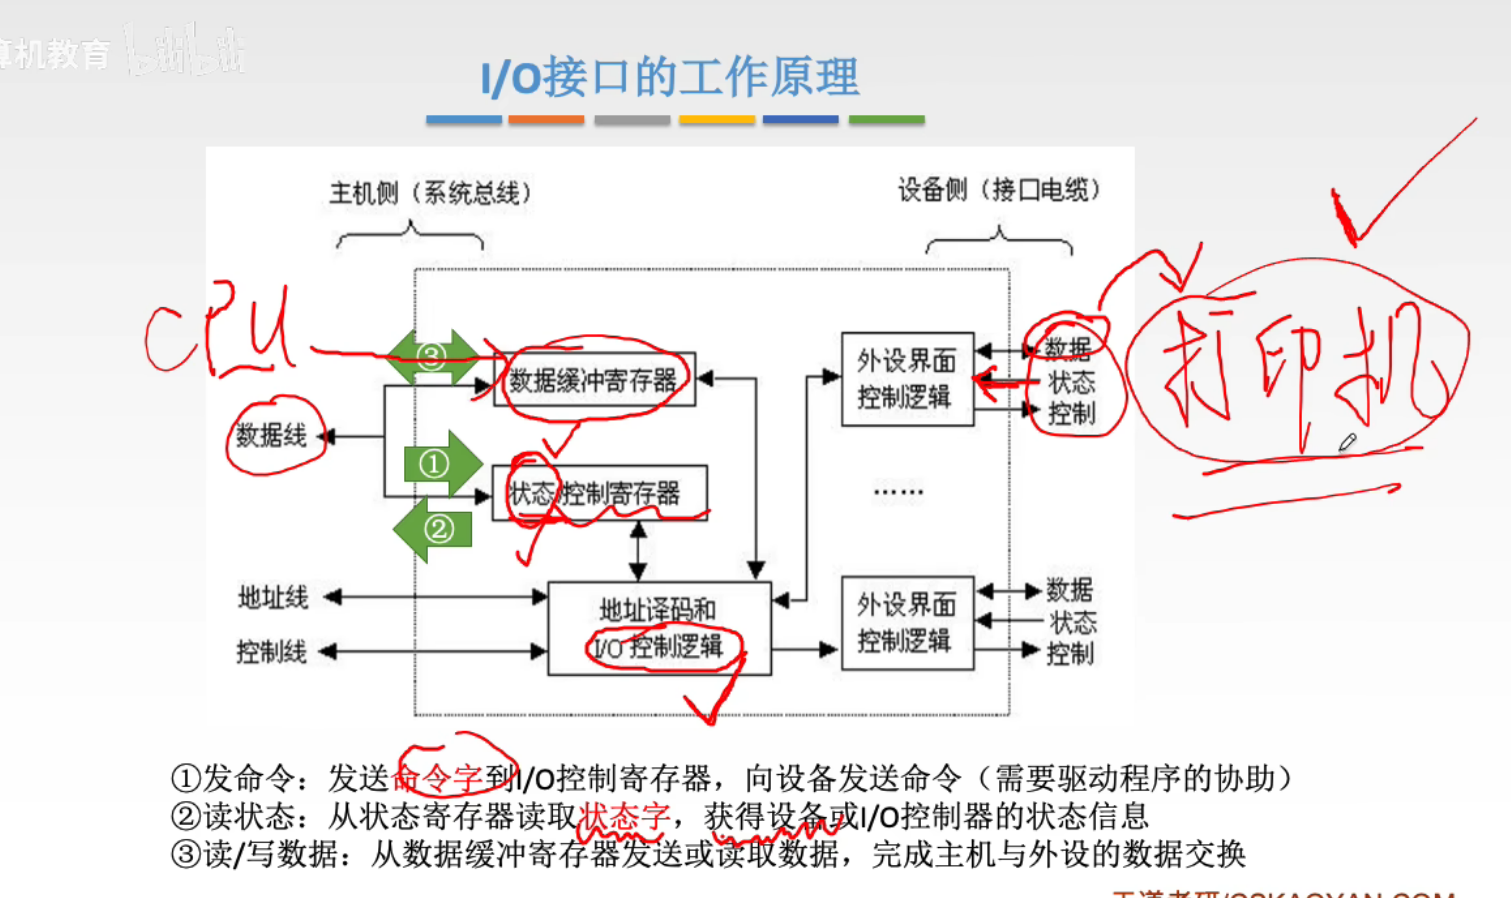 算机教育 bilibili
I/O接口的工作原理
主机侧（系统总线）
设备侧（接口电缆）
CPU
③
数据缓冲寄存器
外设界面
控制逻辑
数据
状态
控制
打印机
数据线
①
状态/控制寄存器
……
②
地址线
地址译码和
I/O 控制逻辑
外设界面
控制逻辑
数据
状态
控制
控制线
①发命令：发送命令字到I/O控制寄存器，向设备发送命令（需要驱动程序的协助）
②读状态：从状态寄存器读取状态字，获得设备或I/O控制器的状态信息
③读/写数据：从数据缓冲寄存器发送或读取数据，完成主机与外设的数据交换
王道考研/CSKAOYAN.COM